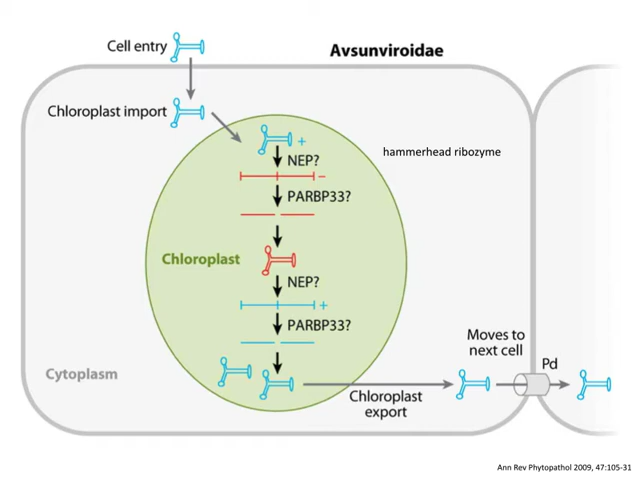 Avsunviroidae
Cell entry
Chloroplast import
+
NEP?
hammerhead ribozyme
−
PARBP33?
Chloroplast
NEP?
+
PARBP33?
Moves to
next cell
Pd
Cytoplasm
Chloroplast
export
Ann Rev Phytopathol 2009, 47:105-31